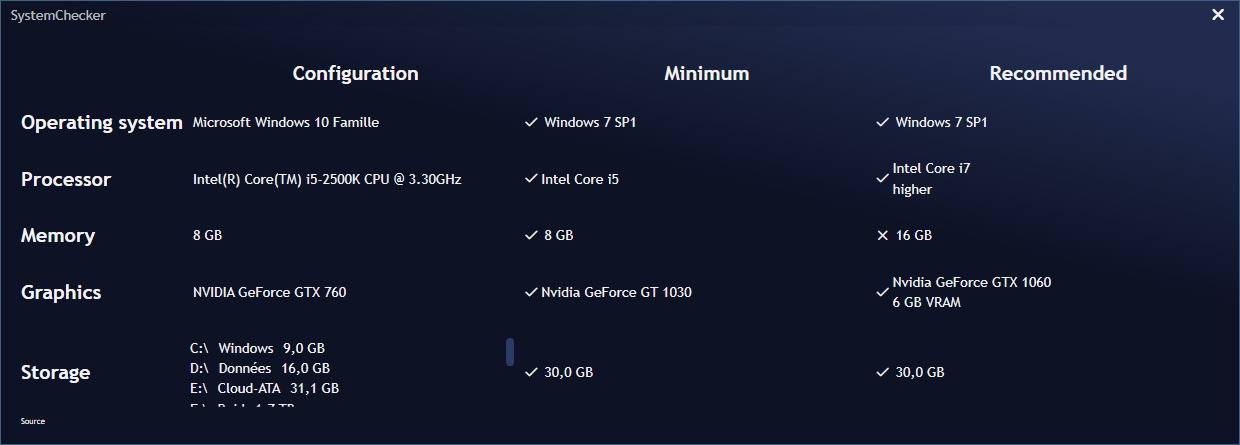 SystemChecker
Configuration Minimum Recommended
Operating system Microsoft Windows 10 Famille Windows 7 SP1 Windows 7 SP1
Processor Intel(R) Core(TM) i5-2500K CPU @ 3.30GHz Intel Core i5 Intel Core i7
higher
Memory 8 GB 8 GB 16 GB
Graphics NVIDIA GeForce GTX 760 Nvidia GeForce GT 1030 Nvidia GeForce GTX 1060
6 GB VRAM
Storage C:\ Windows 9,0 GB 30,0 GB 30,0 GB
D:\ Données 16,0 GB
E:\ Cloud-ATA 31,1 GB
Source